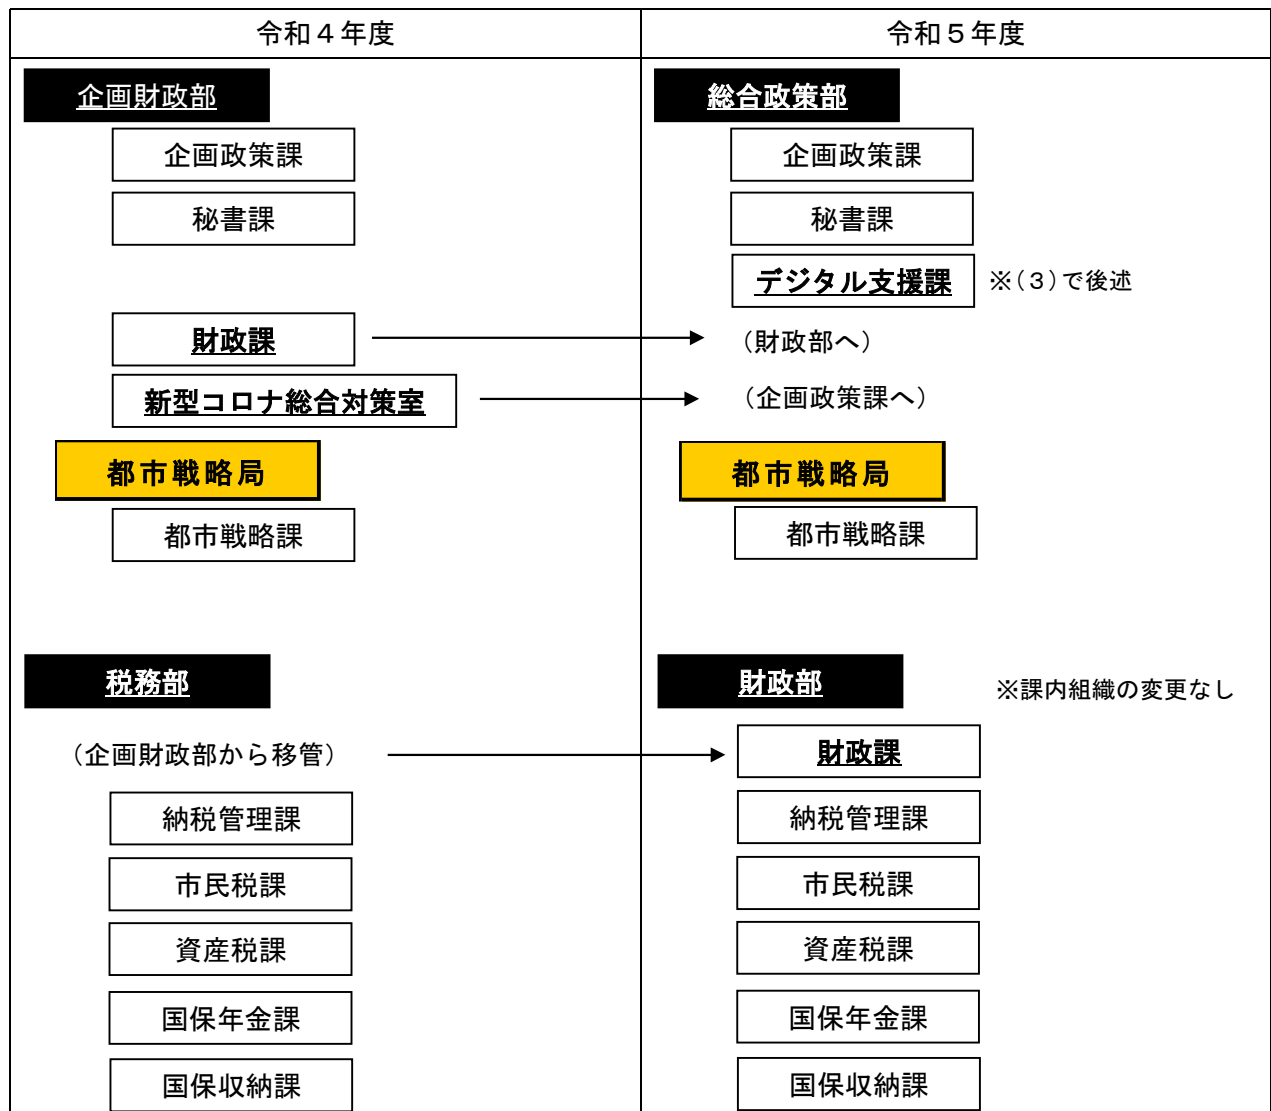 令和４年度
令和５年度
企画財政部
総合政策部
企画政策課
企画政策課
秘書課
秘書課
デジタル支援課 ※(３)で後述
財政課
（財政部へ）
新型コロナ総合対策室
（企画政策課へ）
都市戦略局
都市戦略局
都市戦略課
都市戦略課
税務部
財政部 ※課内組織の変更なし
（企画財政部から移管）
財政課
納税管理課
納税管理課
市民税課
市民税課
資産税課
資産税課
国保年金課
国保年金課
国保収納課
国保収納課